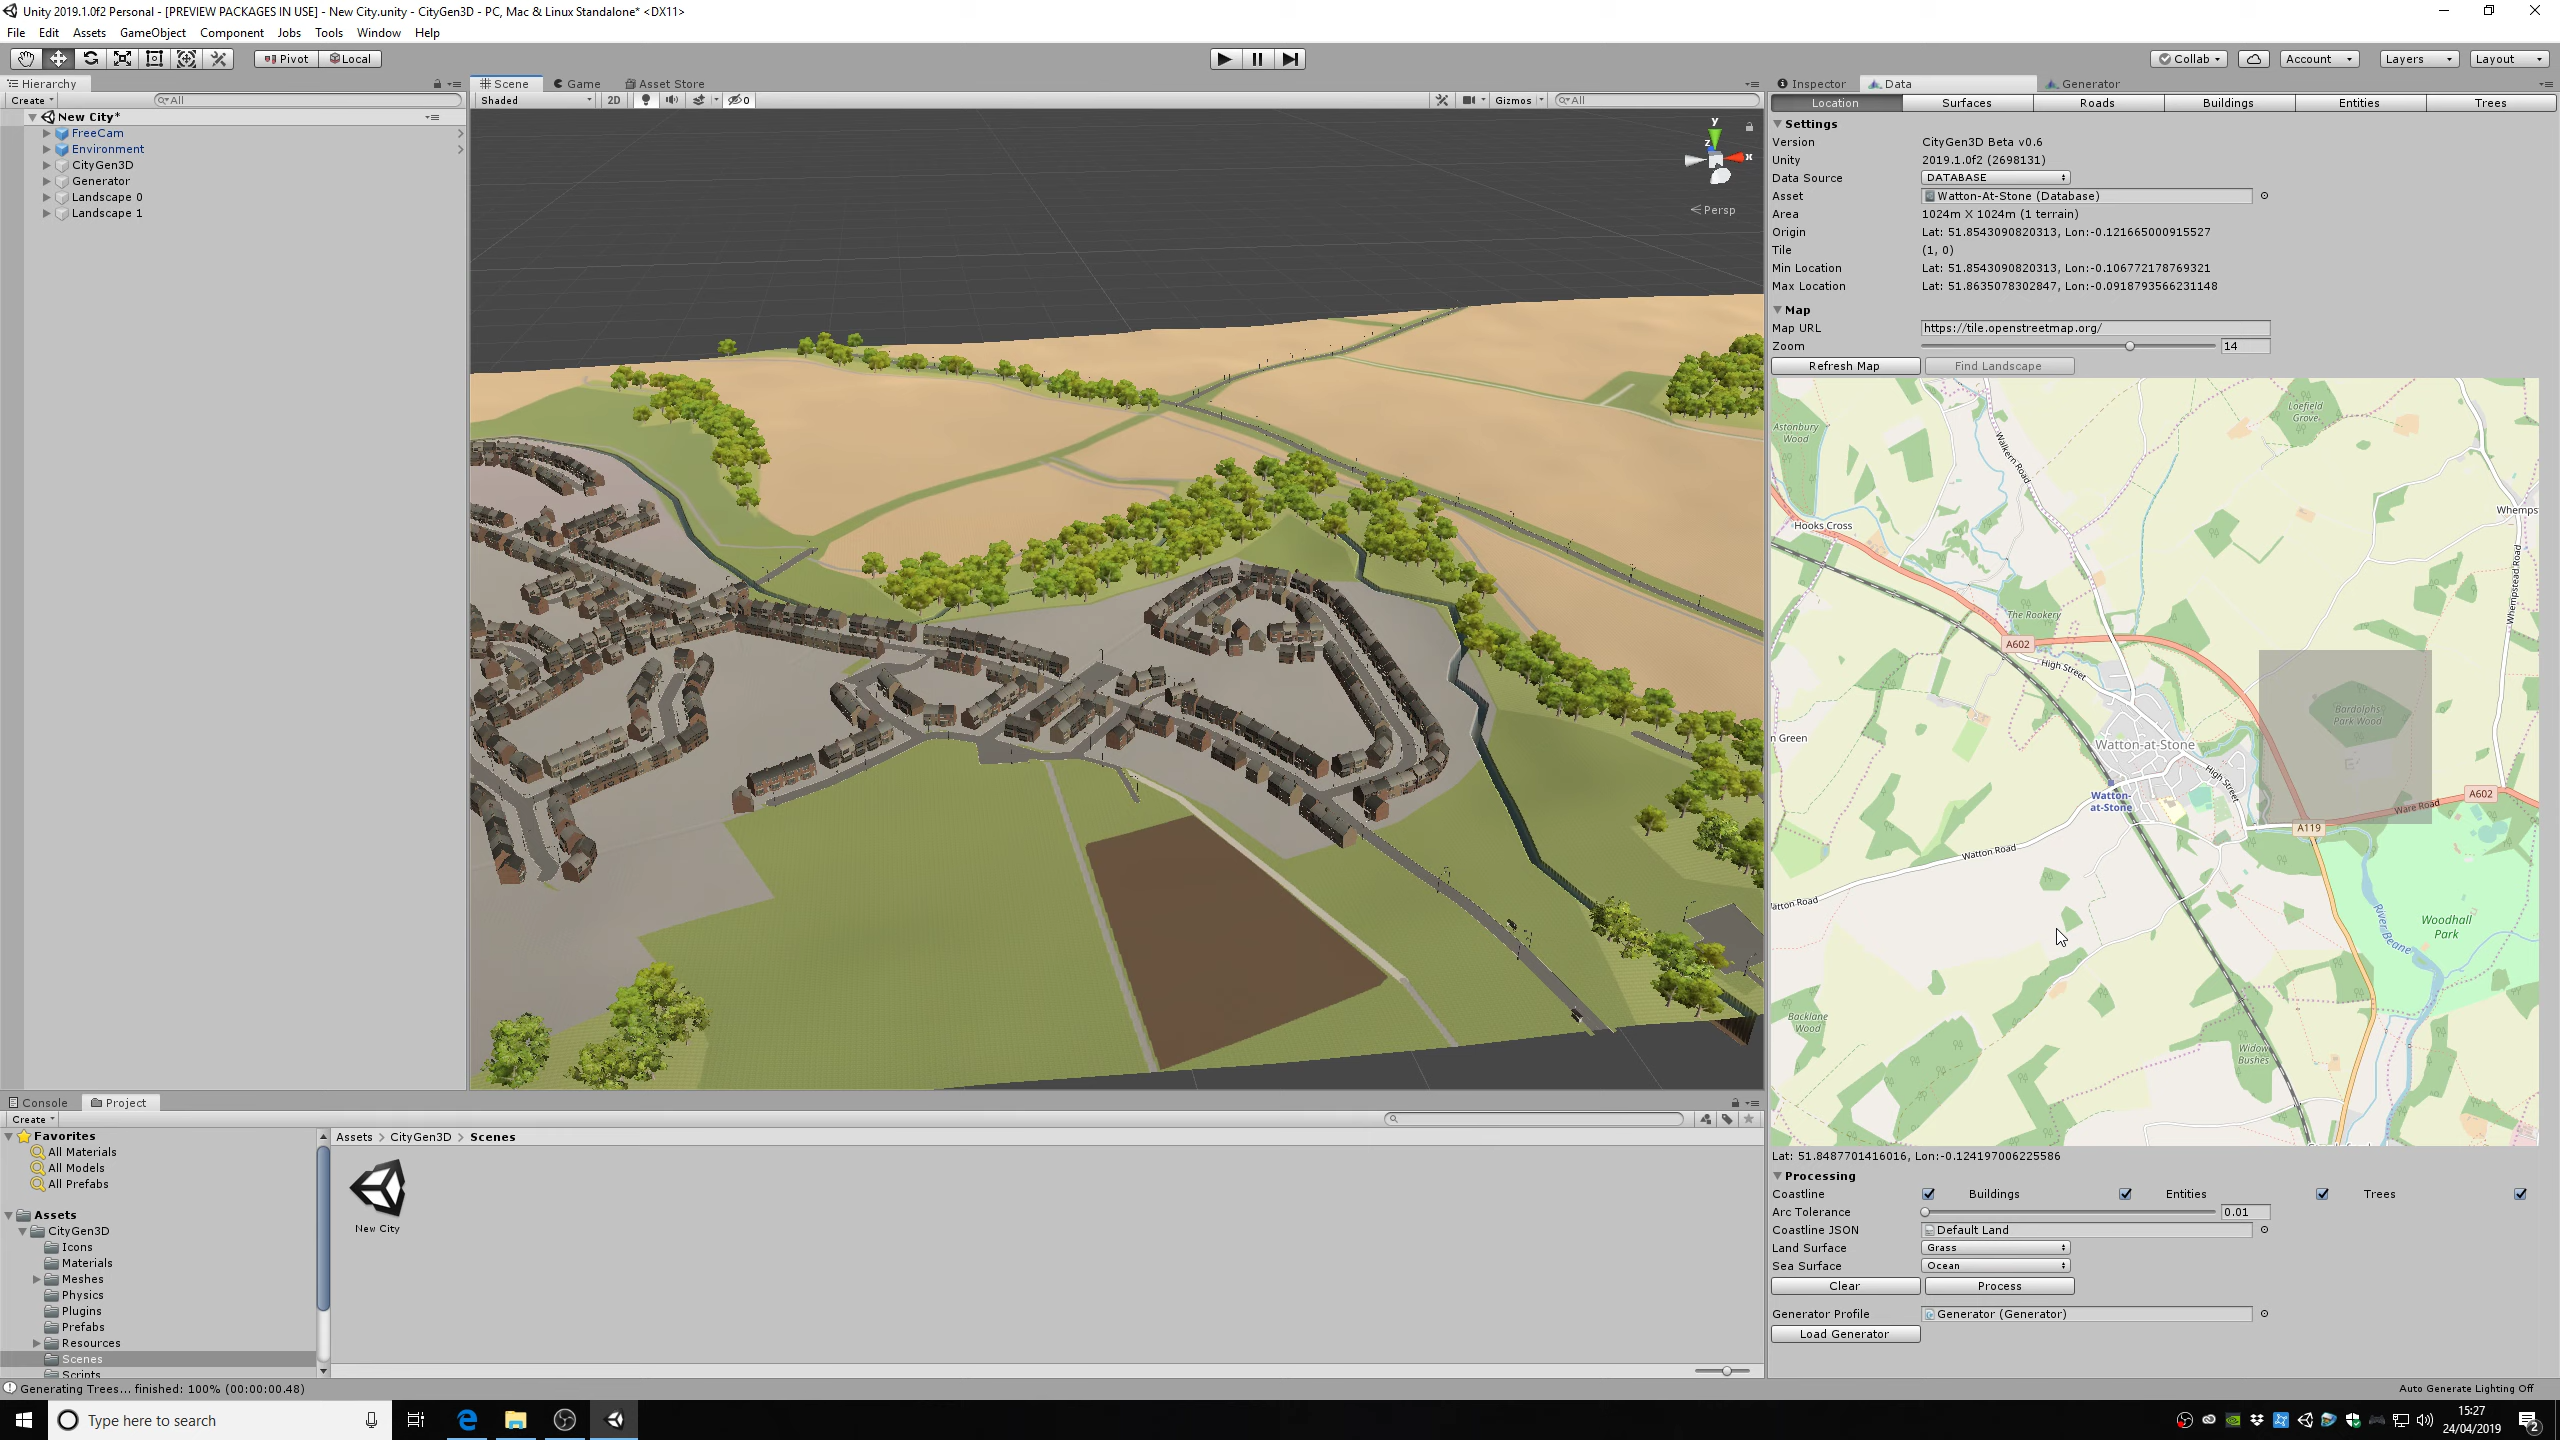 Unity 2019.1.0f2 Personal - [PREVIEW PACKAGES IN USE] - New City.unity - CityGen3D - PC, Mac & Linux Standalone* <DX11>
File Edit Assets GameObject Component Jobs Tools Window Help
Pivot Local Collab Account Layers Layout
Hierarchy
Create All
New City*
FreeCam
Environment
CityGen3D
Generator
Landscape 0
Landscape 1
Scene Game Asset Store
Shaded 2D 0 Gizmos All
y
z x
Persp
Inspector Data Generator
Location Surfaces Roads Buildings Entities Trees
Settings
Version CityGen3D Beta v0.6
Unity 2019.1.0f2 (2698131)
Data Source DATABASE
Asset Watton-At-Stone (Database)
Area 1024m X 1024m (1 terrain)
Origin Lat: 51.8543090820313, Lon:-0.121665000915527
Tile (1, 0)
Min Location Lat: 51.8543090820313, Lon:-0.106772178769321
Max Location Lat: 51.8635078302847, Lon:-0.0918793566231148
Map
Map URL https://tile.openstreetmap.org/
Zoom 14
Refresh Map Find Landscape
Loefield
Grove
Astonbury
Wood
Walkern Road
Whemps
Hooks Cross
Whempstead Road
The Rookery
A602
High Street
Bardolphs
Park Wood
n Green
Watton-at-Stone
High Street
Watton-
at-Stone
A602
Ware Road
A119
Watton Road
atton Road
River Beane
Woodhall
Park
Backlane
Wood
Widow
Bushes
Lat: 51.8487701416016, Lon:-0.124197006225586
Processing
Coastline Buildings Entities Trees
Arc Tolerance 0.01
Coastline JSON Default Land
Land Surface Grass
Sea Surface Ocean
Clear Process
Generator Profile Generator (Generator)
Load Generator
Console Project
Create
Favorites
All Materials
All Models
All Prefabs
Assets
CityGen3D
Icons
Materials
Meshes
Physics
Plugins
Prefabs
Resources
Scenes
Scripts
Assets > CityGen3D > Scenes
New City
Generating Trees... finished: 100% (00:00:00.48)
Auto Generate Lighting Off
Type here to search
15:27
24/04/2019
2